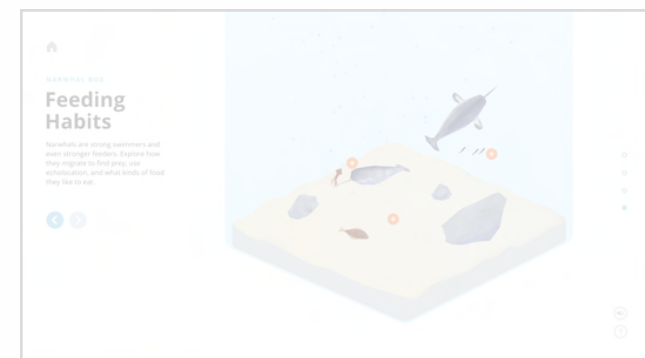 NARWHAL BIO
Feeding
Habits
Narwhals are strong swimmers and
even stronger feeders. Explore how
they migrate to find prey, use
echolocation, and what kinds of food
they like to eat.